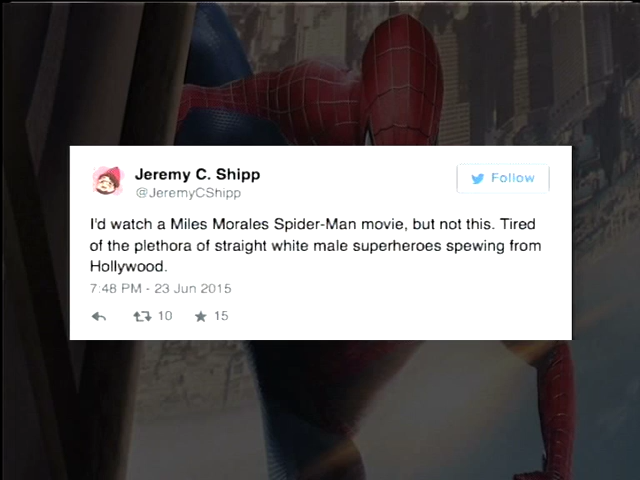 Jeremy C. Shipp
@JeremyCShipp
Follow
I'd watch a Miles Morales Spider-Man movie, but not this. Tired
of the plethora of straight white male superheroes spewing from
Hollywood.
7:48 PM - 23 Jun 2015
10 15